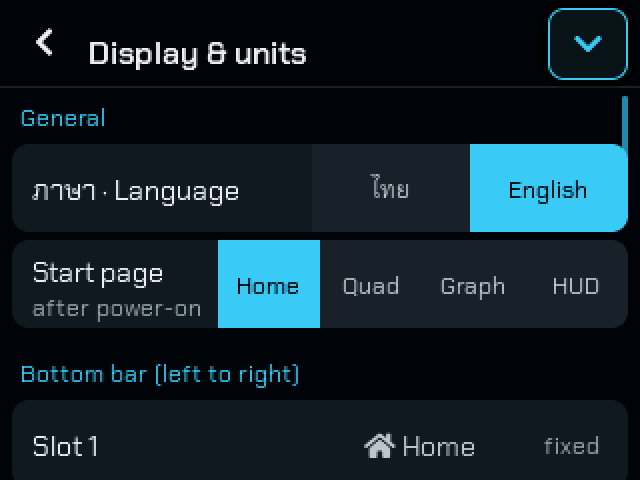 Display & units
General
ภาษา · Language
ไทย
English
Start page
after power-on
Home
Quad
Graph
HUD
Bottom bar (left to right)
Slot 1
Home
fixed